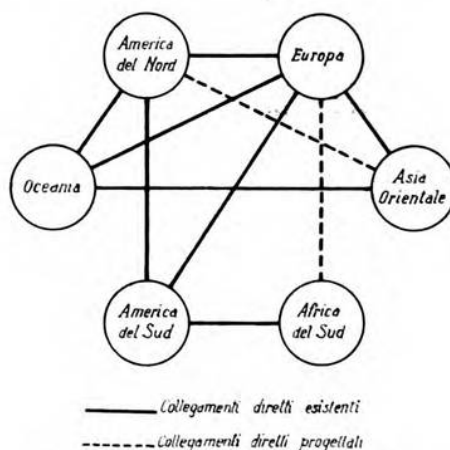 America
del Nord
Europa
Oceania
Asia
Orientale
America
del Sud
Africa
del Sud
Collegamenti diretti esistenti
Collegamenti diretti progettati